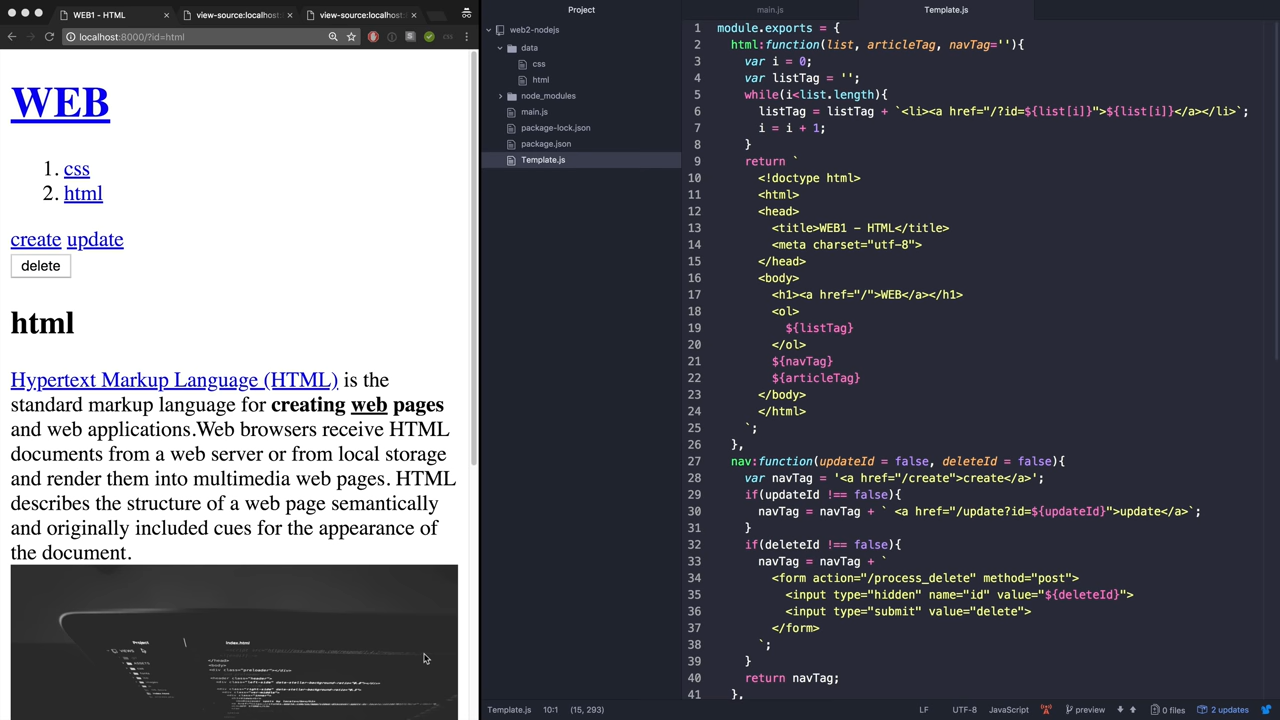 WEB1 - HTML
view-source:localhost:
view-source:localhost:
localhost:8000/?id=html
WEB
1. css
2. html
create update
delete
html
Hypertext Markup Language (HTML) is the
standard markup language for creating web pages
and web applications.Web browsers receive HTML
documents from a web server or from local storage
and render them into multimedia web pages. HTML
describes the structure of a web page semantically
and originally included cues for the appearance of
the document.
Project
index.html
Project
web2-nodejs
data
css
html
node_modules
main.js
package-lock.json
package.json
Template.js
main.js
Template.js
1 module.exports = {
2 html:function(list, articleTag, navTag=''){
3 var i = 0;
4 var listTag = '';
5 while(i<list.length){
6 listTag = listTag + `<li><a href="/?id=${list[i]}">${list[i]}</a></li>`;
7 i = i + 1;
8 }
9 return `
10 <!doctype html>
11 <html>
12 <head>
13 <title>WEB1 - HTML</title>
14 <meta charset="utf-8">
15 </head>
16 <body>
17 <h1><a href="/">WEB</a></h1>
18 <ol>
19 ${listTag}
20 </ol>
21 ${navTag}
22 ${articleTag}
23 </body>
24 </html>
25 `;
26 },
27 nav:function(updateId = false, deleteId = false){
28 var navTag = '<a href="/create">create</a>';
29 if(updateId !== false){
30 navTag = navTag + ` <a href="/update?id=${updateId}">update</a>`;
31 }
32 if(deleteId !== false){
33 navTag = navTag + `
34 <form action="/process_delete" method="post">
35 <input type="hidden" name="id" value="${deleteId}">
36 <input type="submit" value="delete">
37 </form>
38 `;
39 }
40 return navTag;
41 },
Template.js 10:1 (15, 293)
LF UTF-8 JavaScript preview 0 files 2 updates